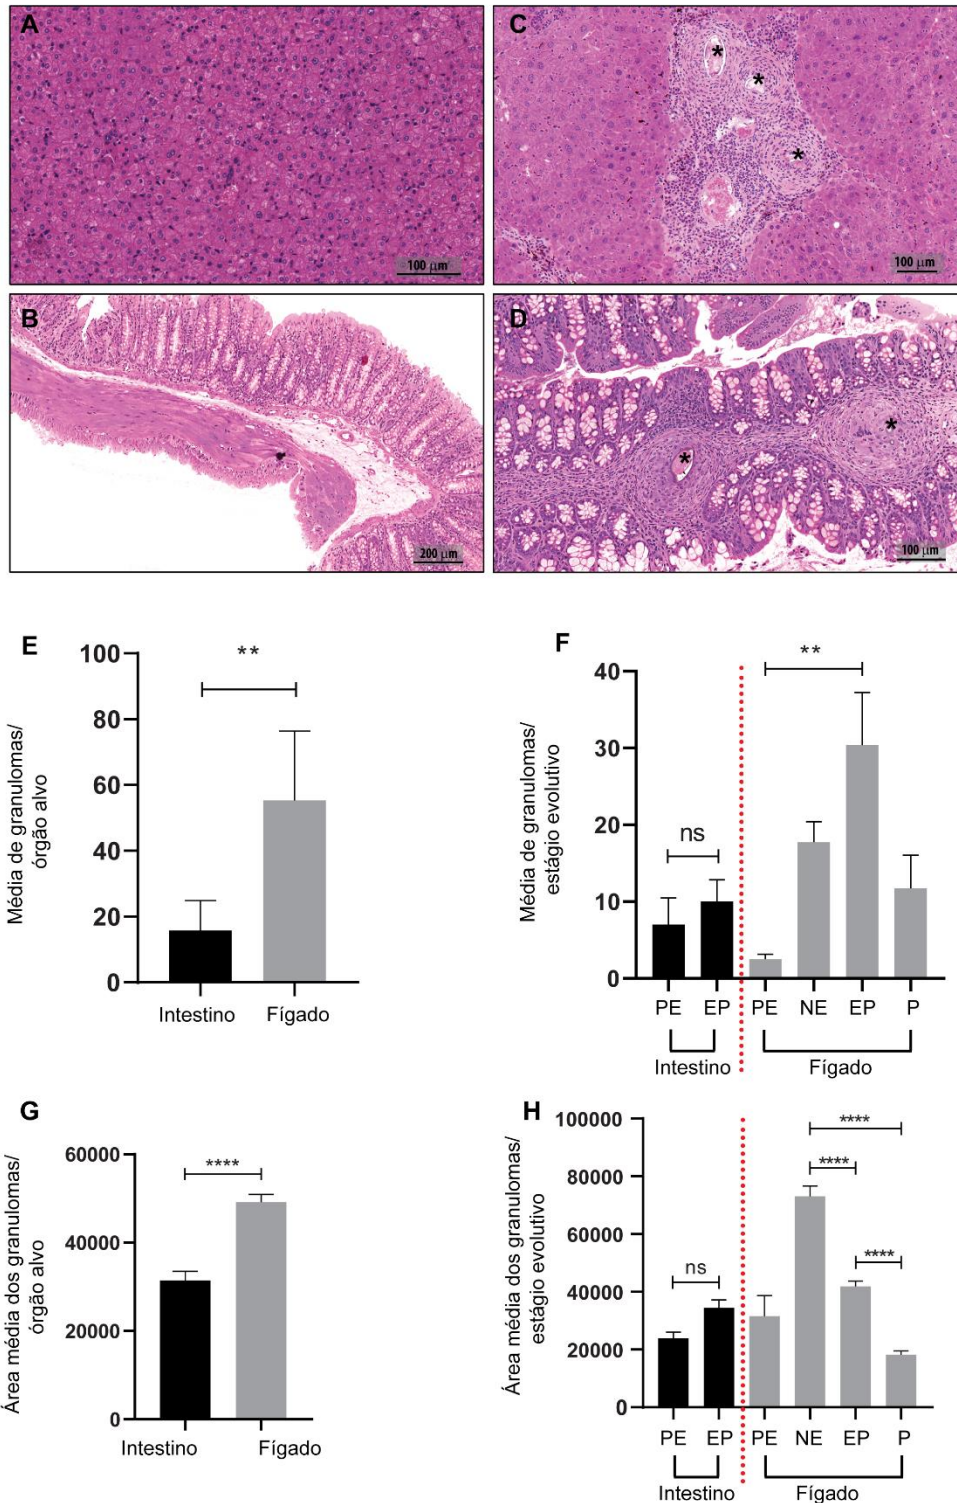 A
100 µm
C
*
*
*
100 µm
B
200 µm
D
*
*
100 µm
E
Média de granulomas/
órgão alvo
100
80
60
40
20
0
**
Intestino
Fígado
F
Média de granulomas/
estágio evolutivo
40
30
20
10
0
ns
**
PE
EP
PE
NE
EP
P
Intestino
Fígado
G
Área média dos granulomas/
órgão alvo
60000
40000
20000
0
****
Intestino
Fígado
H
Área média dos granulomas/
estágio evolutivo
100000
80000
60000
40000
20000
0
ns
****
****
****
PE
EP
PE
NE
EP
P
Intestino
Fígado